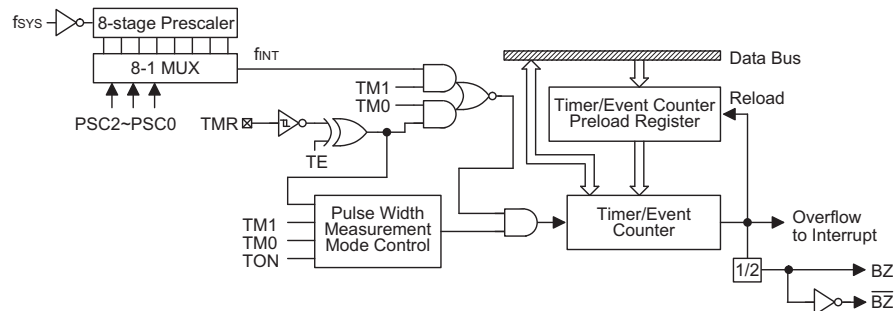 fSYS
8-stage Prescaler
8-1 MUX
fINT
PSC2~PSC0
TM1
TM0
TMR
TE
TM1
TM0
TON
Pulse Width
Measurement
Mode Control
Data Bus
Timer/Event Counter
Preload Register
Reload
Timer/Event
Counter
Overflow
to Interrupt
1/2
BZ
B̅Z̅